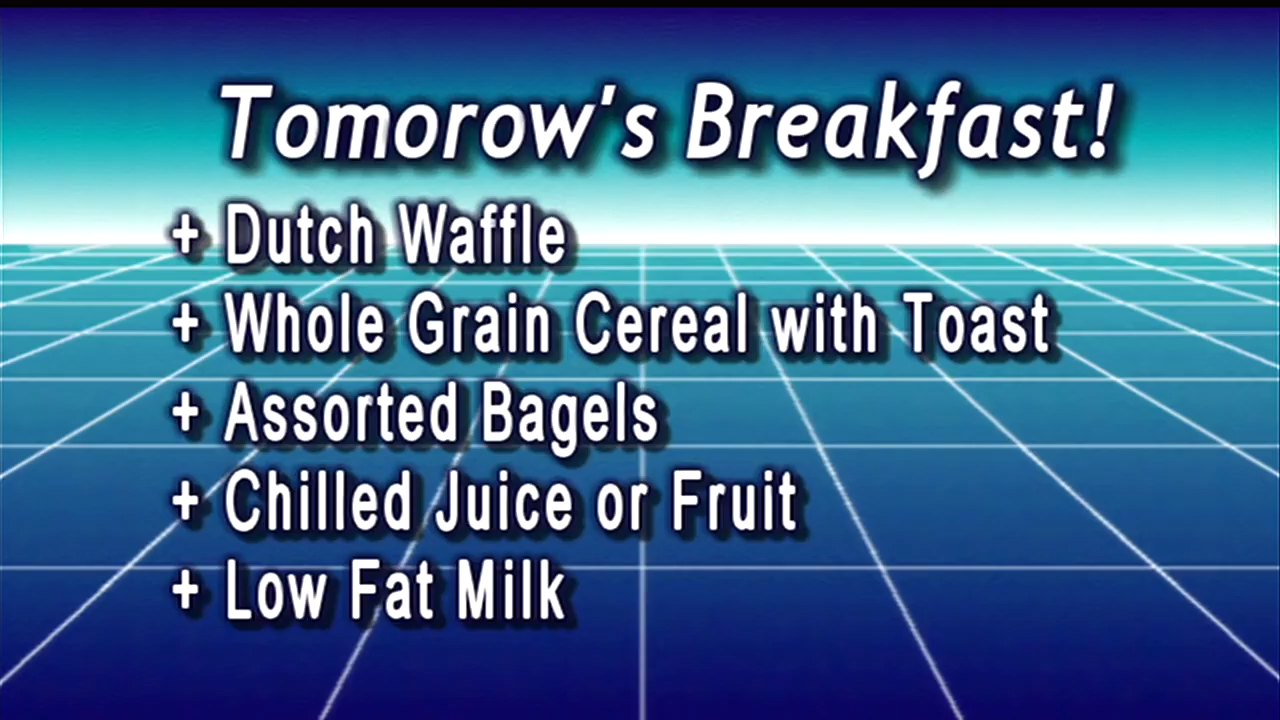 Tomorow's Breakfast!
+ Dutch Waffle
+ Whole Grain Cereal with Toast
+ Assorted Bagels
+ Chilled Juice or Fruit
+ Low Fat Milk